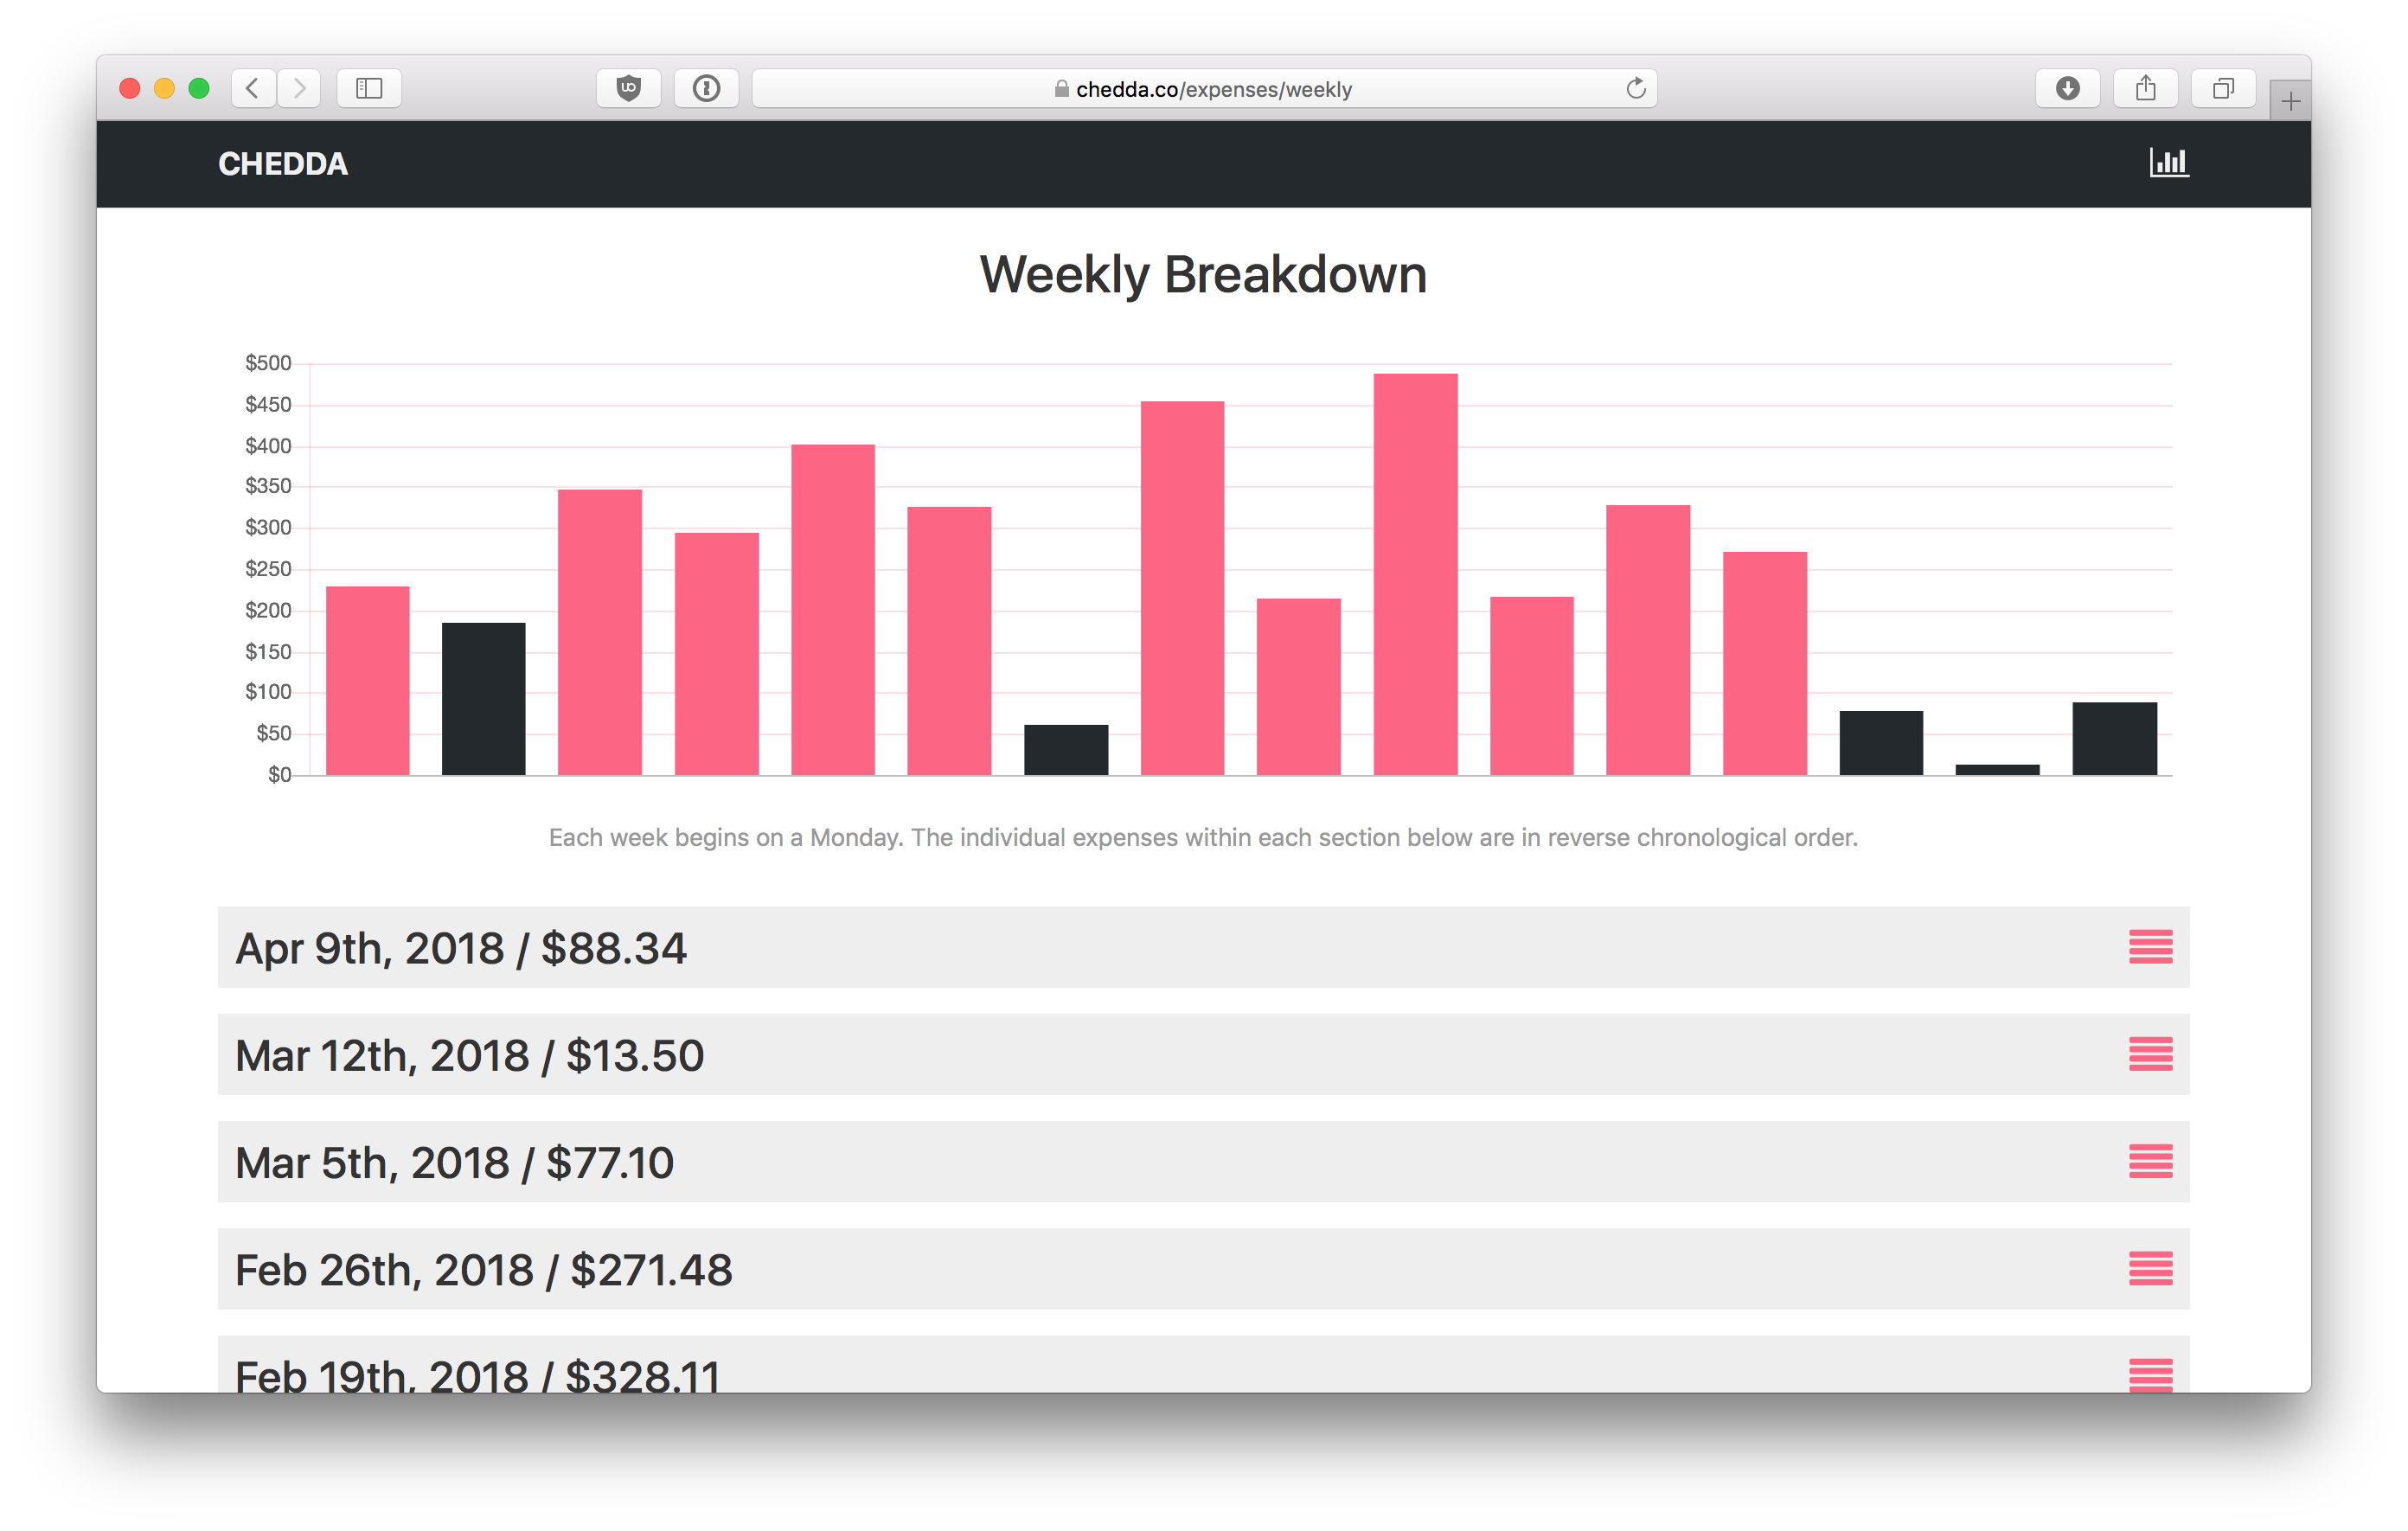 chedda.co/expenses/weekly
CHEDDA
Weekly Breakdown
$500
$450
$400
$350
$300
$250
$200
$150
$100
$50
$0
Each week begins on a Monday. The individual expenses within each section below are in reverse chronological order.
Apr 9th, 2018 / $88.34
Mar 12th, 2018 / $13.50
Mar 5th, 2018 / $77.10
Feb 26th, 2018 / $271.48
Feb 19th, 2018 / $328.11